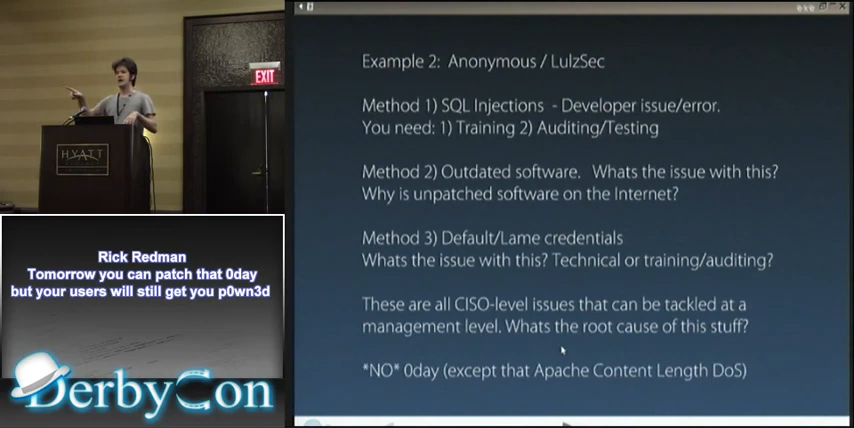 EXIT
HYATT
Rick Redman
Tomorrow you can patch that 0day
but your users will still get you p0wn3d
DerbyCon
Example 2:  Anonymous / LulzSec
Method 1) SQL Injections  - Developer issue/error.
You need: 1) Training 2) Auditing/Testing
Method 2) Outdated software.   Whats the issue with this?
Why is unpatched software on the Internet?
Method 3) Default/Lame credentials
Whats the issue with this? Technical or training/auditing?
These are all CISO-level issues that can be tackled at a
management level. Whats the root cause of this stuff?
*NO* 0day (except that Apache Content Length DoS)